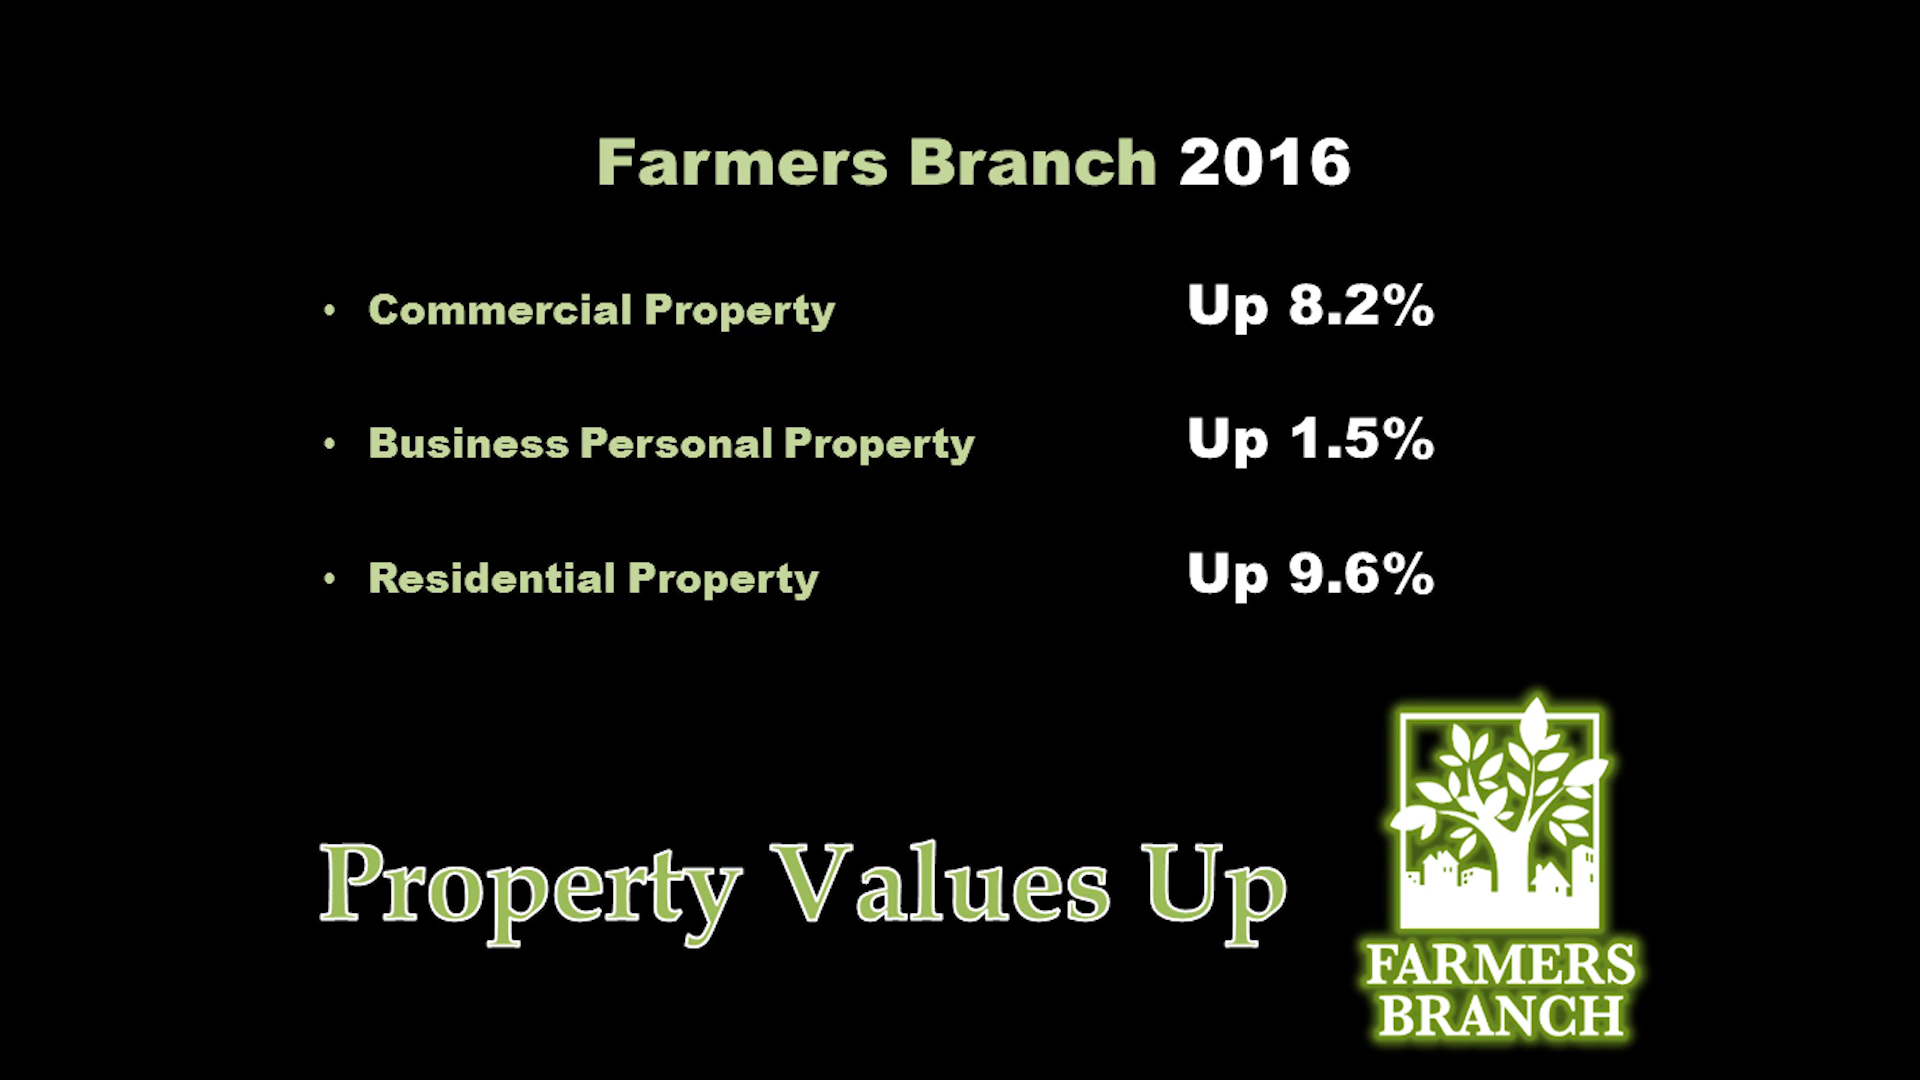 Farmers Branch 2016
• Commercial Property Up 8.2%
• Business Personal Property Up 1.5%
• Residential Property Up 9.6%
Property Values Up
FARMERS
BRANCH